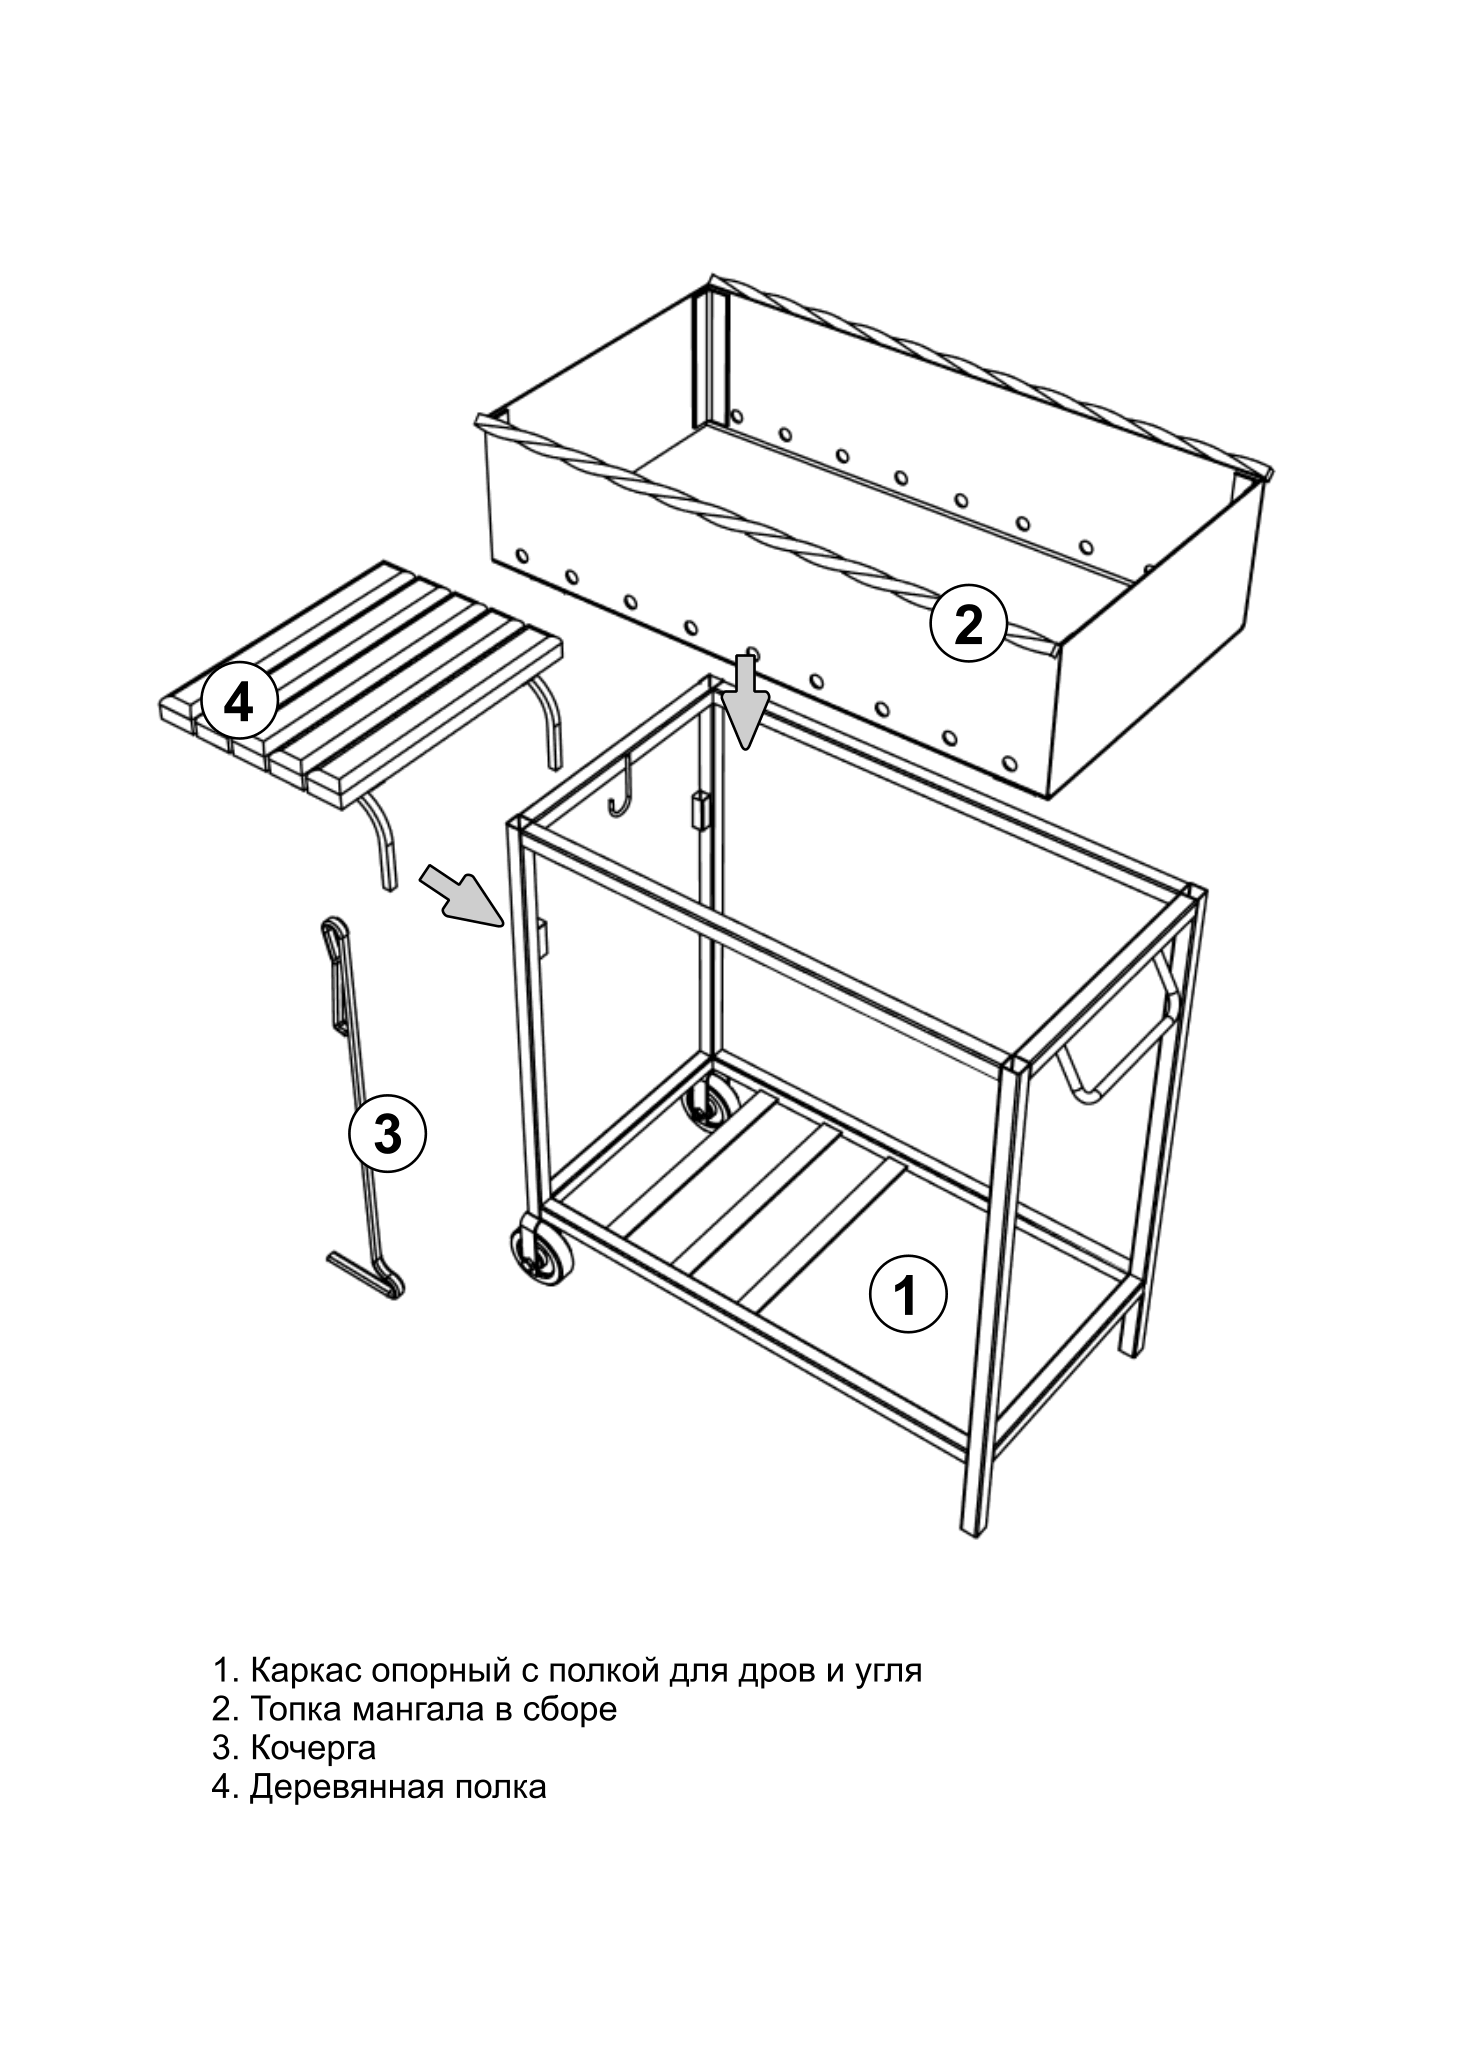 2
4
3
1
1. Каркас опорный с полкой для дров и угля
2. Топка мангала в сборе
3. Кочерга
4. Деревянная полка